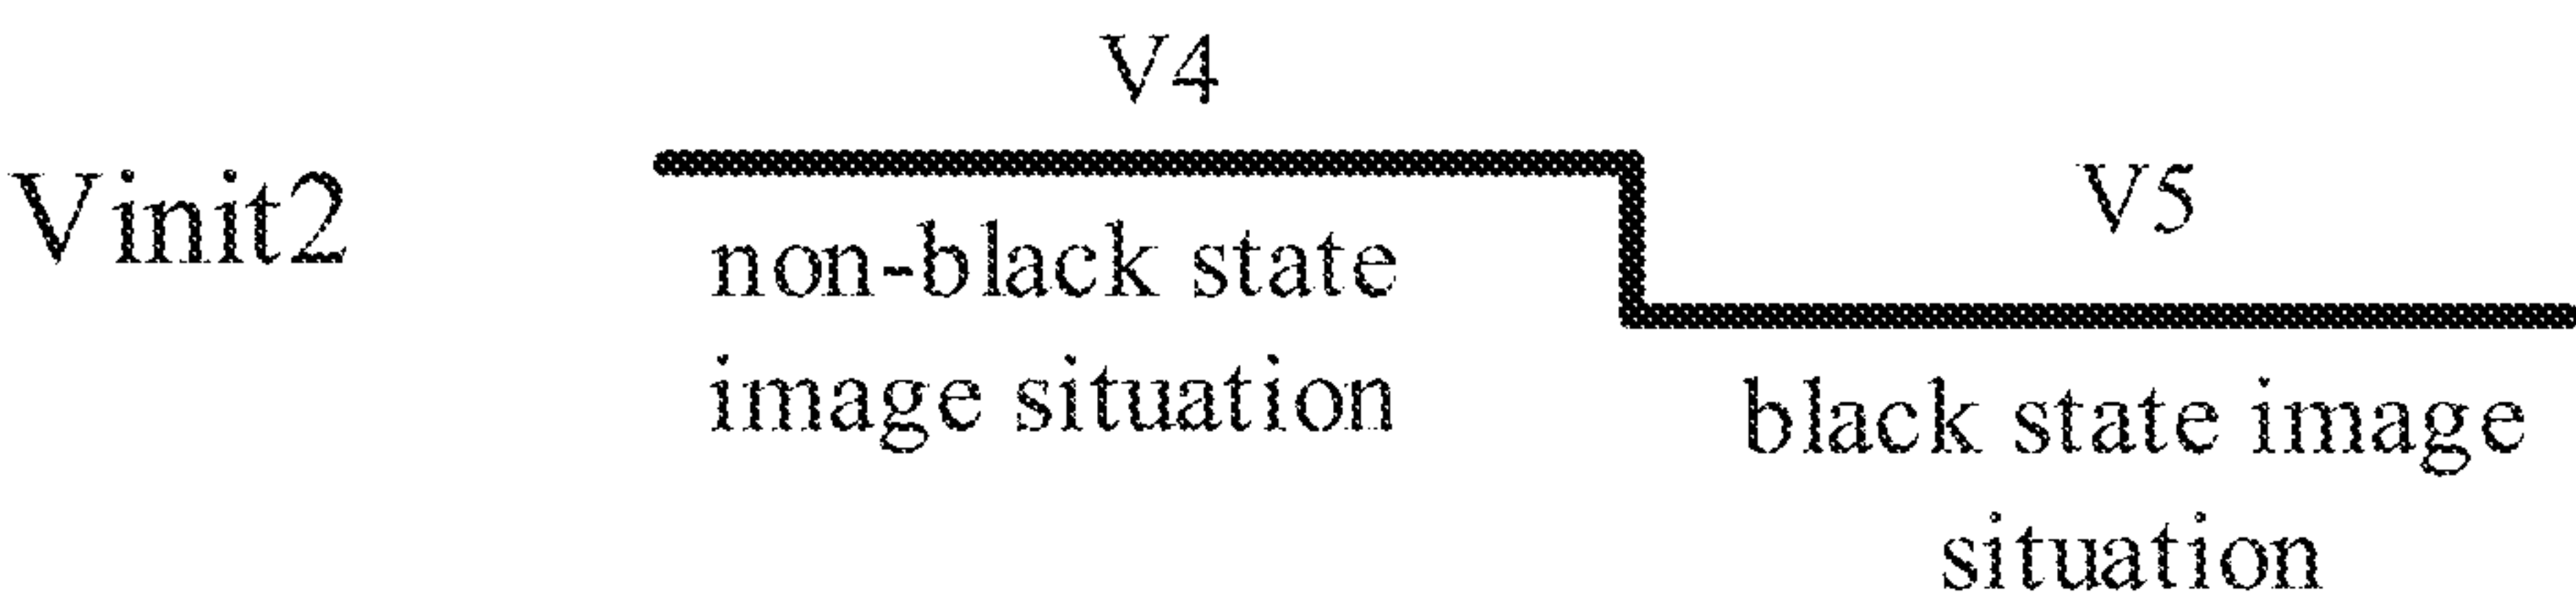 V4
Vinit2
V5
non-black state
image situation
black state image
situation